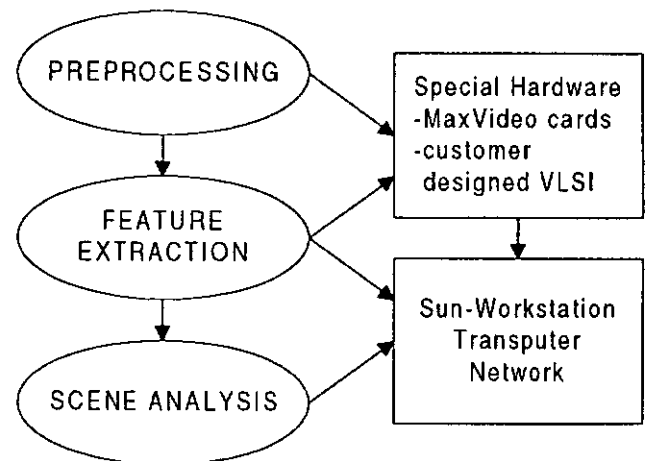 PREPROCESSING
Special Hardware
-MaxVideo cards
-customer
designed VLSI
FEATURE
EXTRACTION
Sun-Workstation
Transputer
Network
SCENE ANALYSIS